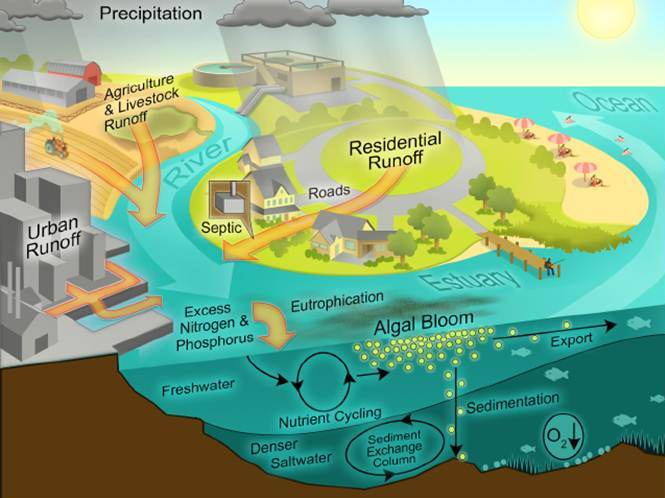 Precipitation
Agriculture
& Livestock
Runoff
Ocean
River
Residential
Runoff
Roads
Septic
Urban
Runoff
Estuary
Excess
Nitrogen &
Phosphorus
Eutrophication
Algal Bloom
Export
Freshwater
Nutrient Cycling
Sedimentation
Denser
Saltwater
Sediment
Exchange
Column
O2